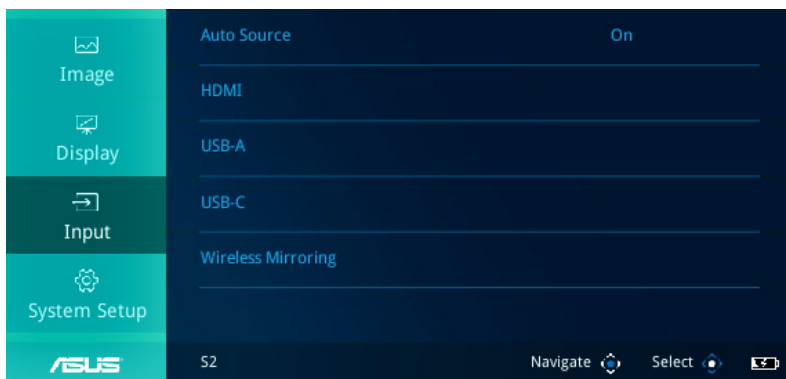 Image
Display
Input
System Setup
ASUS
Auto Source On
HDMI
USB-A
USB-C
Wireless Mirroring
S2 Navigate Select